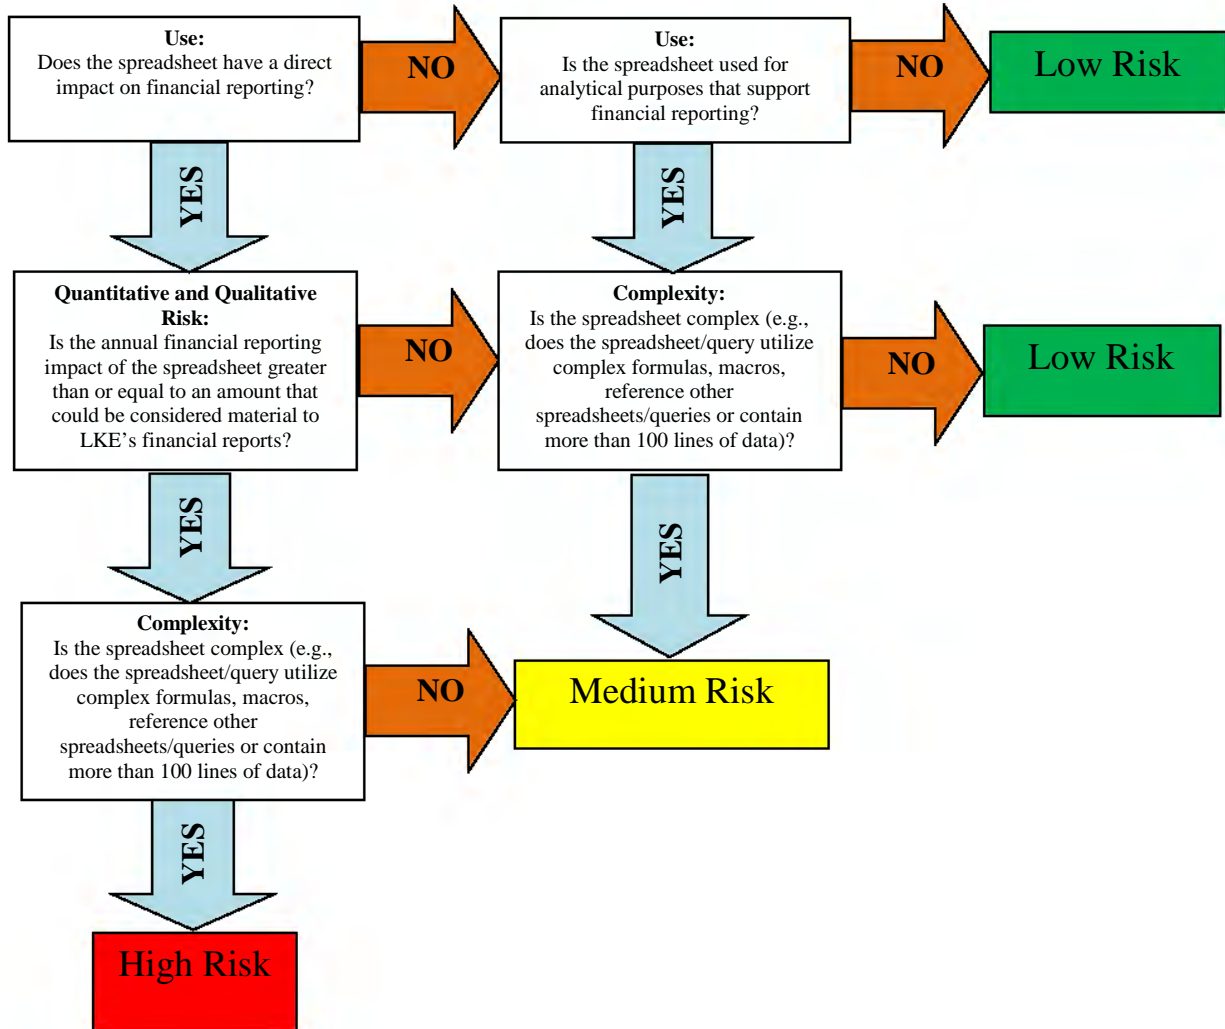 Use:
Does the spreadsheet have a direct
impact on financial reporting?
NO
Use:
Is the spreadsheet used for
analytical purposes that support
financial reporting?
NO
Low Risk
YES
YES
Quantitative and Qualitative
Risk:
Is the annual financial reporting
impact of the spreadsheet greater
than or equal to an amount that
could be considered material to
LKE’s financial reports?
NO
Complexity:
Is the spreadsheet complex (e.g.,
does the spreadsheet/query utilize
complex formulas, macros,
reference other
spreadsheets/queries or contain
more than 100 lines of data)?
NO
Low Risk
YES
YES
Complexity:
Is the spreadsheet complex (e.g.,
does the spreadsheet/query utilize
complex formulas, macros,
reference other
spreadsheets/queries or contain
more than 100 lines of data)?
NO
Medium Risk
YES
High Risk